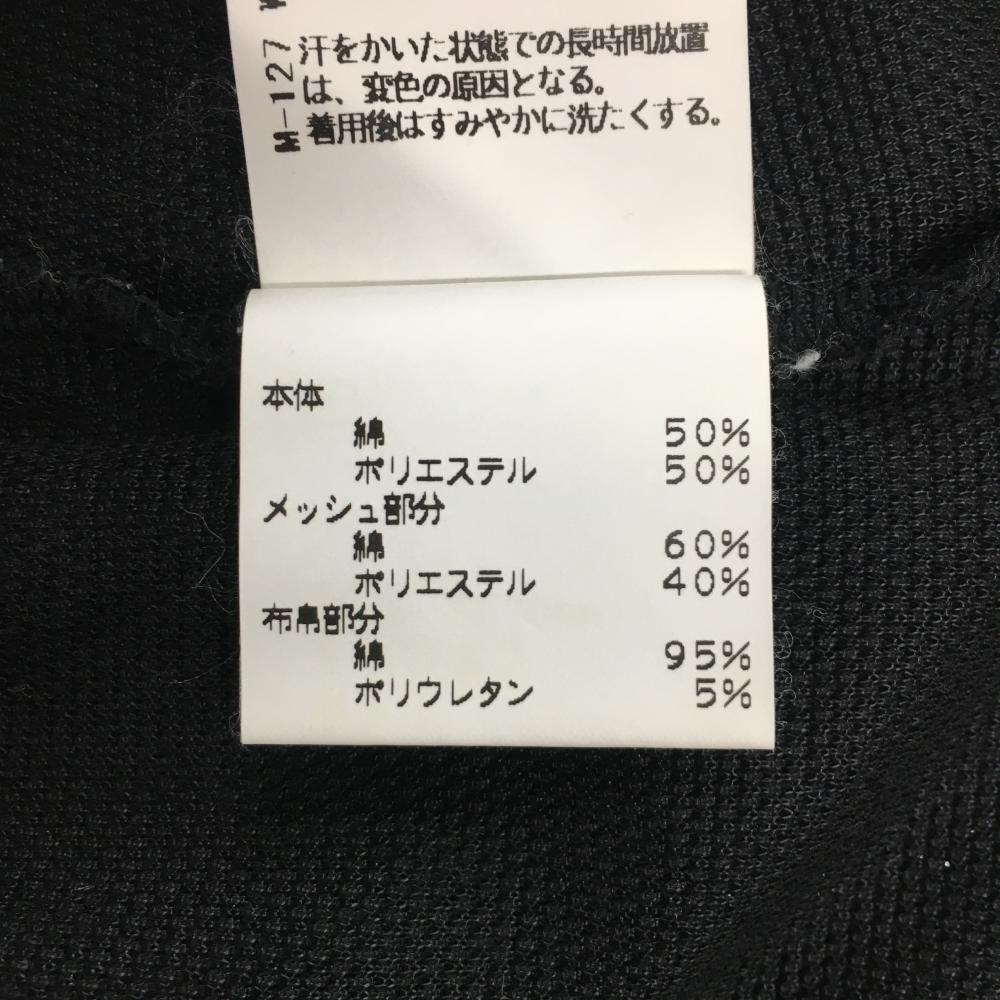 汗をかいた状態での長時間放置
は、変色の原因となる。
着用後はすみやかに洗たくする。
M-127
本体
綿 50%
ポリエステル 50%
メッシュ部分
綿 60%
ポリエステル 40%
布帛部分
綿 95%
ポリウレタン 5%